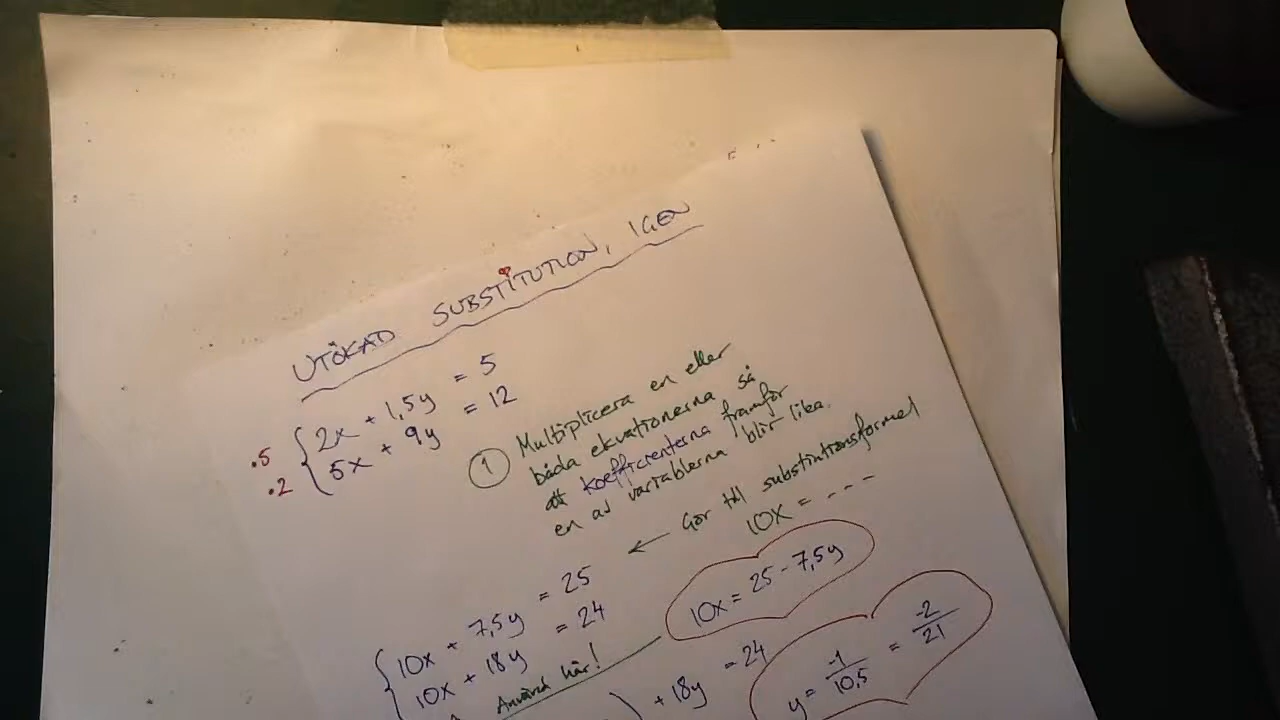 UTÖKAD SUBSTITUTION, IGEN
2x + 1,5y = 5
5x + 9y = 12
.5
.2
1 Multiplicera en eller
båda ekvationerna så
att koefficienterna framför
en av variablerna blir lika.
Gör till substitutionsformel
10x = ---
10x + 7,5y = 25
10x + 18y = 24
10x = 25 - 7,5y
Använd här!
) + 18y = 24
y = -1/10,5 = -2/21